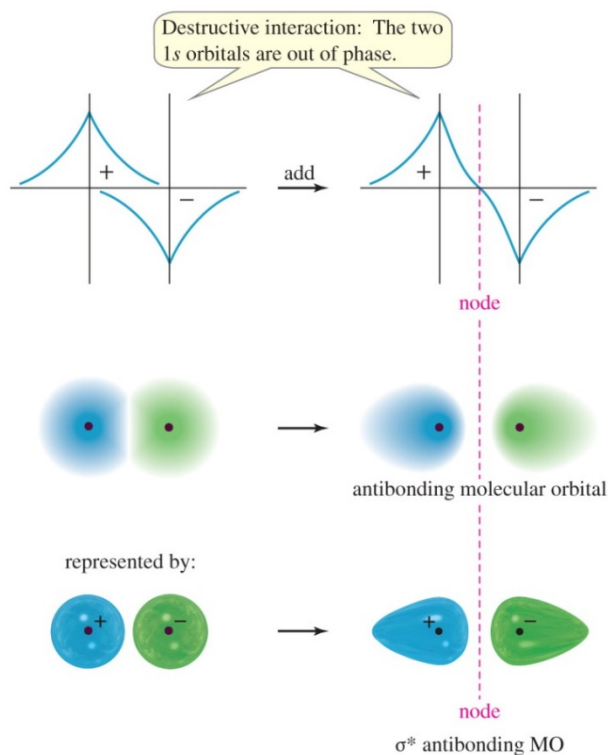 Destructive interaction: The two
1s orbitals are out of phase.
+
−
add
+
−
node
antibonding molecular orbital
represented by:
+
−
+
−
node
σ* antibonding MO